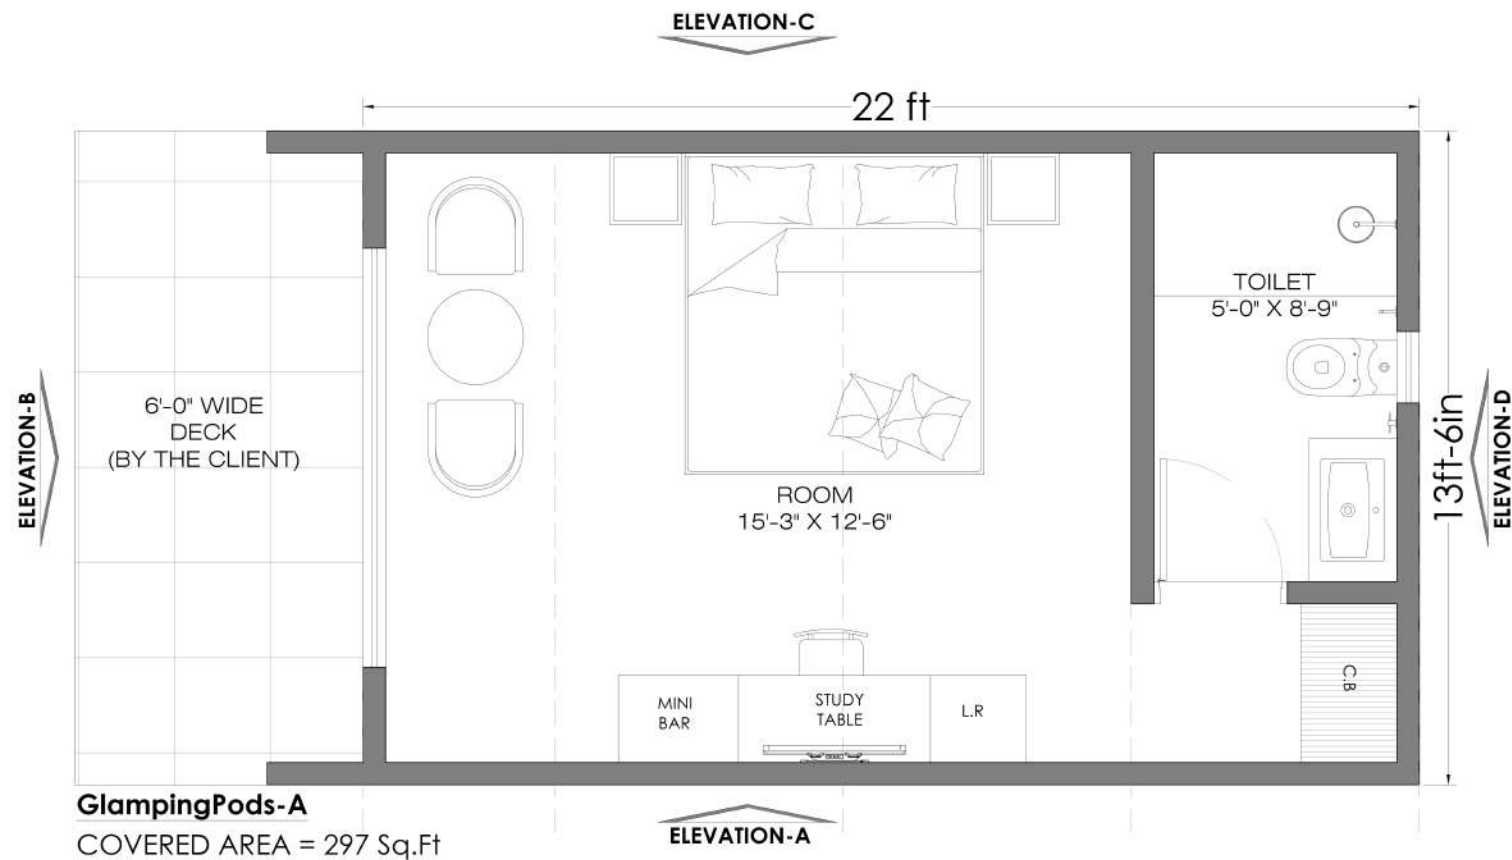 ELEVATION-C
22 ft
TOILET
5'-0" X 8'-9"
ELEVATION-B
6'-0" WIDE
DECK
(BY THE CLIENT)
13ft-6in
ELEVATION-D
ROOM
15'-3" X 12'-6"
MINI
BAR
STUDY
TABLE
L.R
C.B
GlampingPods-A
COVERED AREA = 297 Sq.Ft
ELEVATION-A